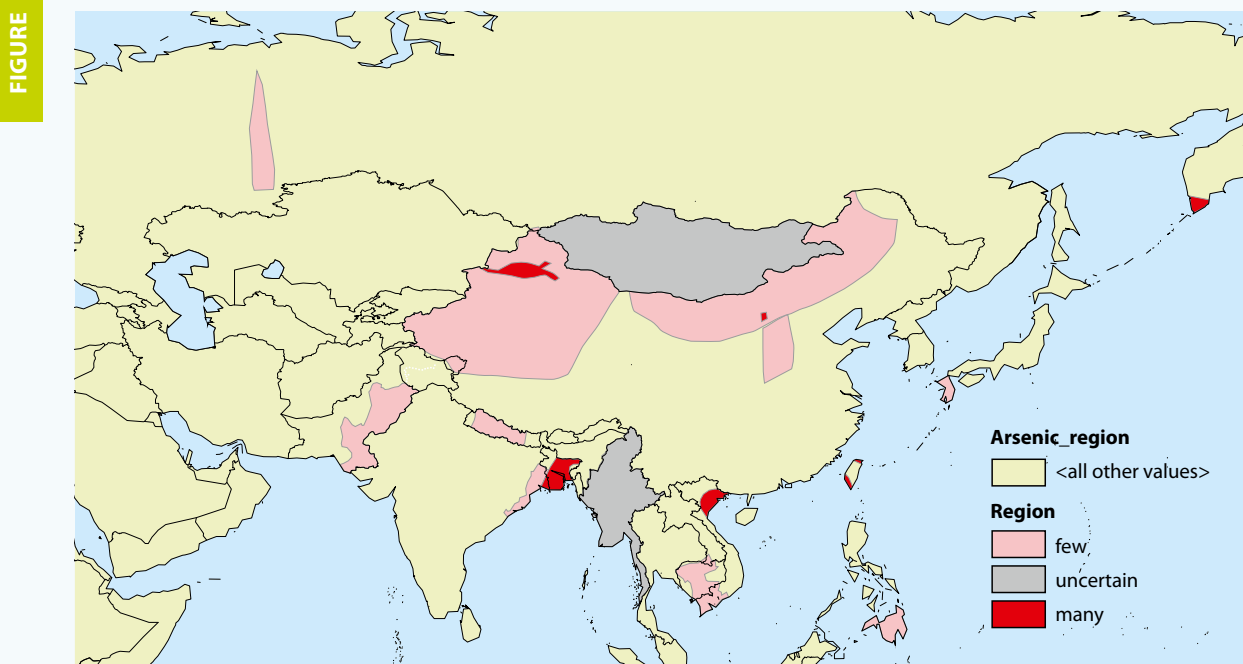 FIGURE
Arsenic_region
<all other values>
Region
few
uncertain
many